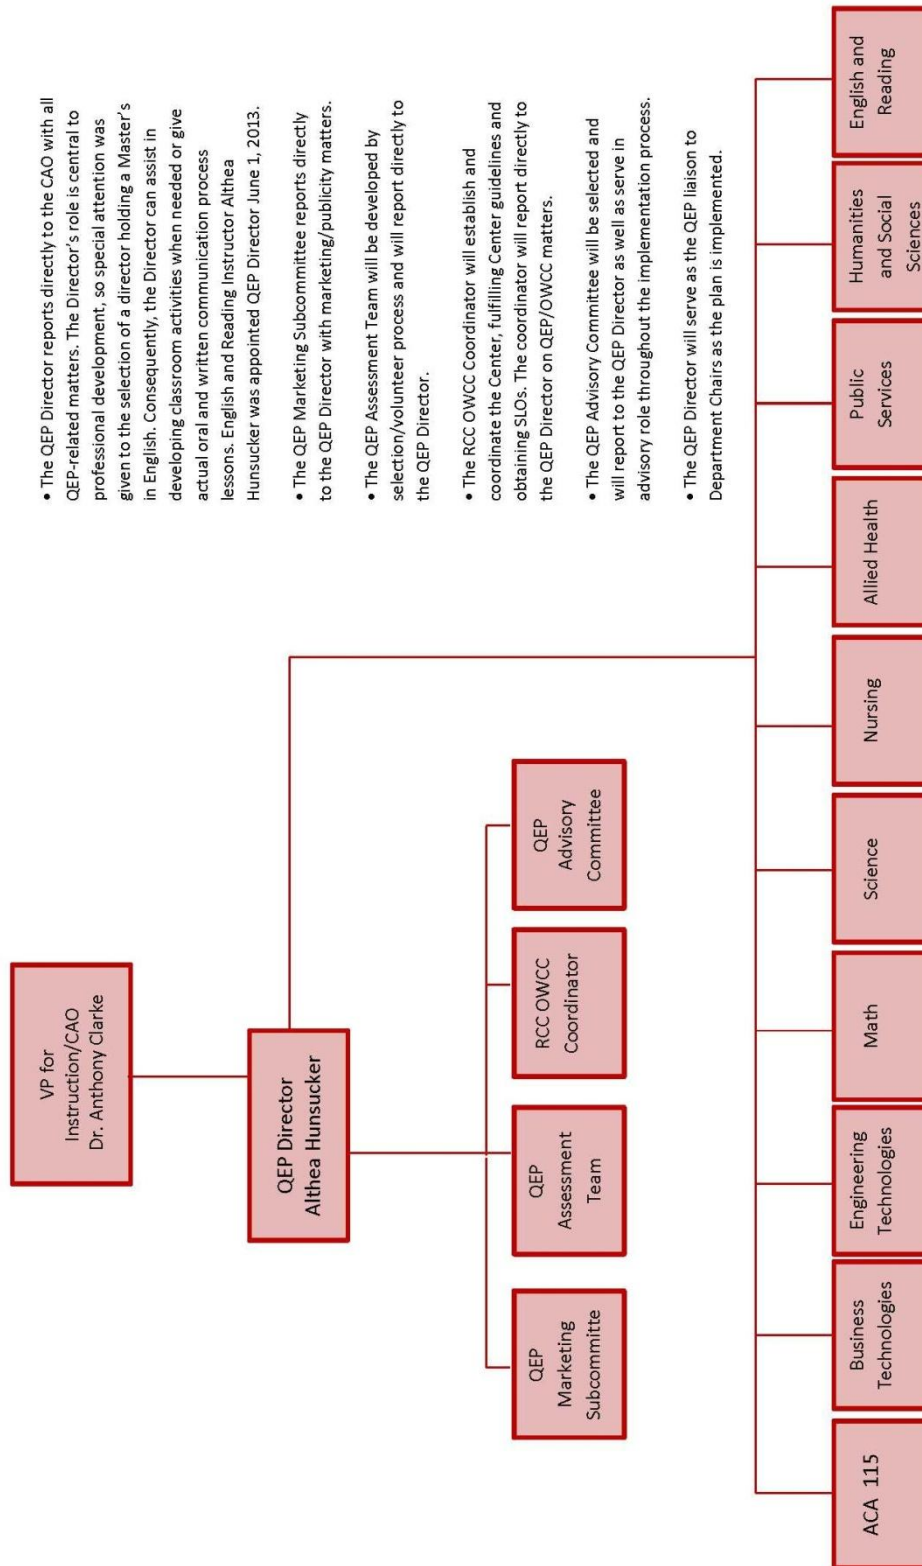 VP for
Instruction/CAO
Dr. Anthony Clarke
QEP Director
Althea Hunsucker
• The QEP Director reports directly to the CAO with all
QEP-related matters. The Director's role is central to
professional development, so special attention was
given to the selection of a director holding a Master's
in English. Consequently, the Director can assist in
developing classroom activities when needed or give
actual oral and written communication process
lessons. English and Reading Instructor Althea
Hunsucker was appointed QEP Director June 1, 2013.
• The QEP Marketing Subcommittee reports directly
to the QEP Director with marketing/publicity matters.
• The QEP Assessment Team will be developed by
selection/volunteer process and will report directly to
the QEP Director.
• The RCC OWCC Coordinator will establish and
coordinate the Center, fulfilling Center guidelines and
obtaining SLOs. The coordinator will report directly to
the QEP Director on QEP/OWCC matters.
• The QEP Advisory Committee will be selected and
will report to the QEP Director as well as serve in
advisory role throughout the implementation process.
• The QEP Director will serve as the QEP liaison to
Department Chairs as the plan is implemented.
QEP
Marketing
Subcommitte
QEP
Assessment
Team
RCC OWCC
Coordinator
QEP
Advisory
Committee
ACA 115
Business
Technologies
Engineering
Technologies
Math
Science
Nursing
Allied Health
Public
Services
Humanities
and Social
Sciences
English and
Reading